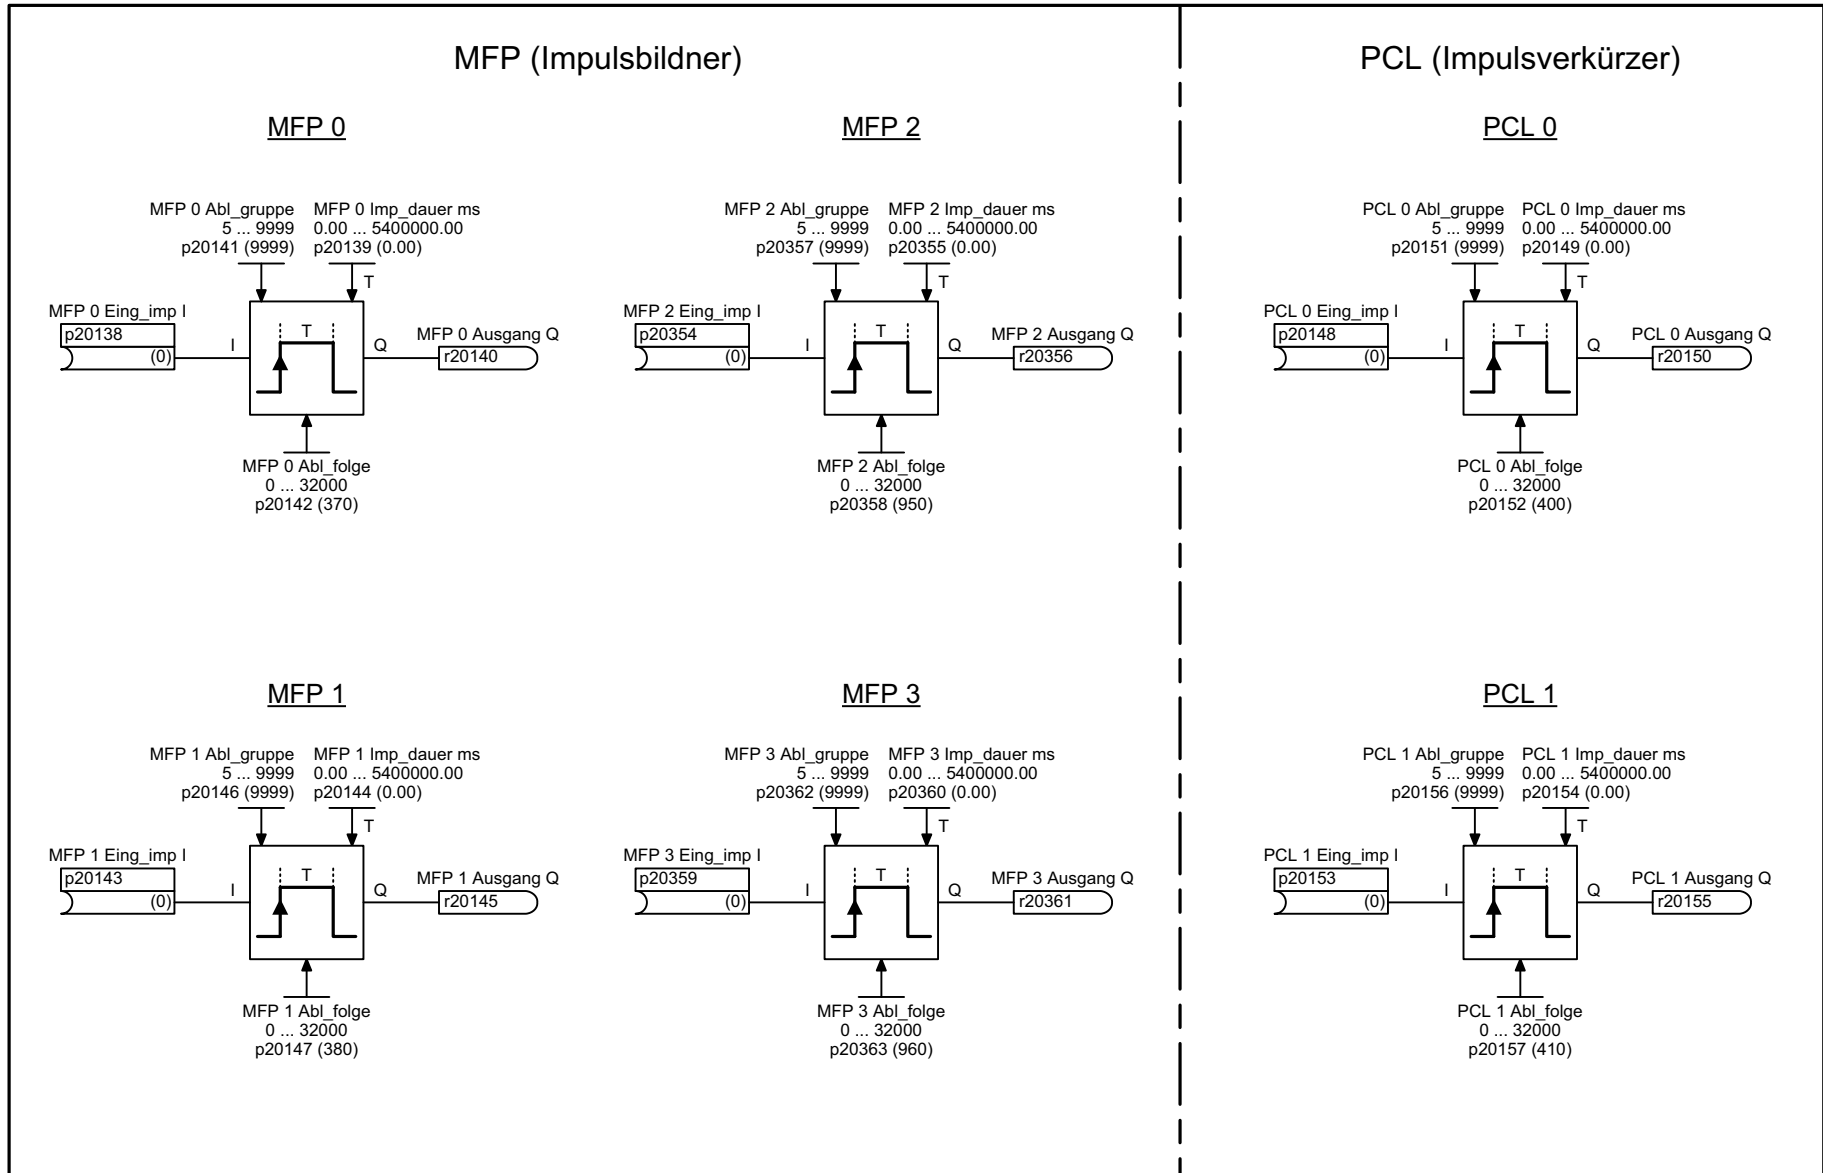 MFP (Impulsbildner)
PCL (Impulsverkürzer)
MFP 0
MFP 0 Abl_gruppe
5 ... 9999
p20141 (9999)
MFP 0 Imp_dauer ms
0.00 ... 5400000.00
p20139 (0.00)
T
MFP 0 Eing_imp I
p20138
(0)
I
T
Q
MFP 0 Ausgang Q
r20140
MFP 0 Abl_folge
0 ... 32000
p20142 (370)
MFP 2
MFP 2 Abl_gruppe
5 ... 9999
p20357 (9999)
MFP 2 Imp_dauer ms
0.00 ... 5400000.00
p20355 (0.00)
T
MFP 2 Eing_imp I
p20354
(0)
I
T
Q
MFP 2 Ausgang Q
r20356
MFP 2 Abl_folge
0 ... 32000
p20358 (950)
PCL 0
PCL 0 Abl_gruppe
5 ... 9999
p20151 (9999)
PCL 0 Imp_dauer ms
0.00 ... 5400000.00
p20149 (0.00)
T
PCL 0 Eing_imp I
p20148
(0)
I
T
Q
PCL 0 Ausgang Q
r20150
PCL 0 Abl_folge
0 ... 32000
p20152 (400)
MFP 1
MFP 1 Abl_gruppe
5 ... 9999
p20146 (9999)
MFP 1 Imp_dauer ms
0.00 ... 5400000.00
p20144 (0.00)
T
MFP 1 Eing_imp I
p20143
(0)
I
T
Q
MFP 1 Ausgang Q
r20145
MFP 1 Abl_folge
0 ... 32000
p20147 (380)
MFP 3
MFP 3 Abl_gruppe
5 ... 9999
p20362 (9999)
MFP 3 Imp_dauer ms
0.00 ... 5400000.00
p20360 (0.00)
T
MFP 3 Eing_imp I
p20359
(0)
I
T
Q
MFP 3 Ausgang Q
r20361
MFP 3 Abl_folge
0 ... 32000
p20363 (960)
PCL 1
PCL 1 Abl_gruppe
5 ... 9999
p20156 (9999)
PCL 1 Imp_dauer ms
0.00 ... 5400000.00
p20154 (0.00)
T
PCL 1 Eing_imp I
p20153
(0)
I
T
Q
PCL 1 Ausgang Q
r20155
PCL 1 Abl_folge
0 ... 32000
p20157 (410)